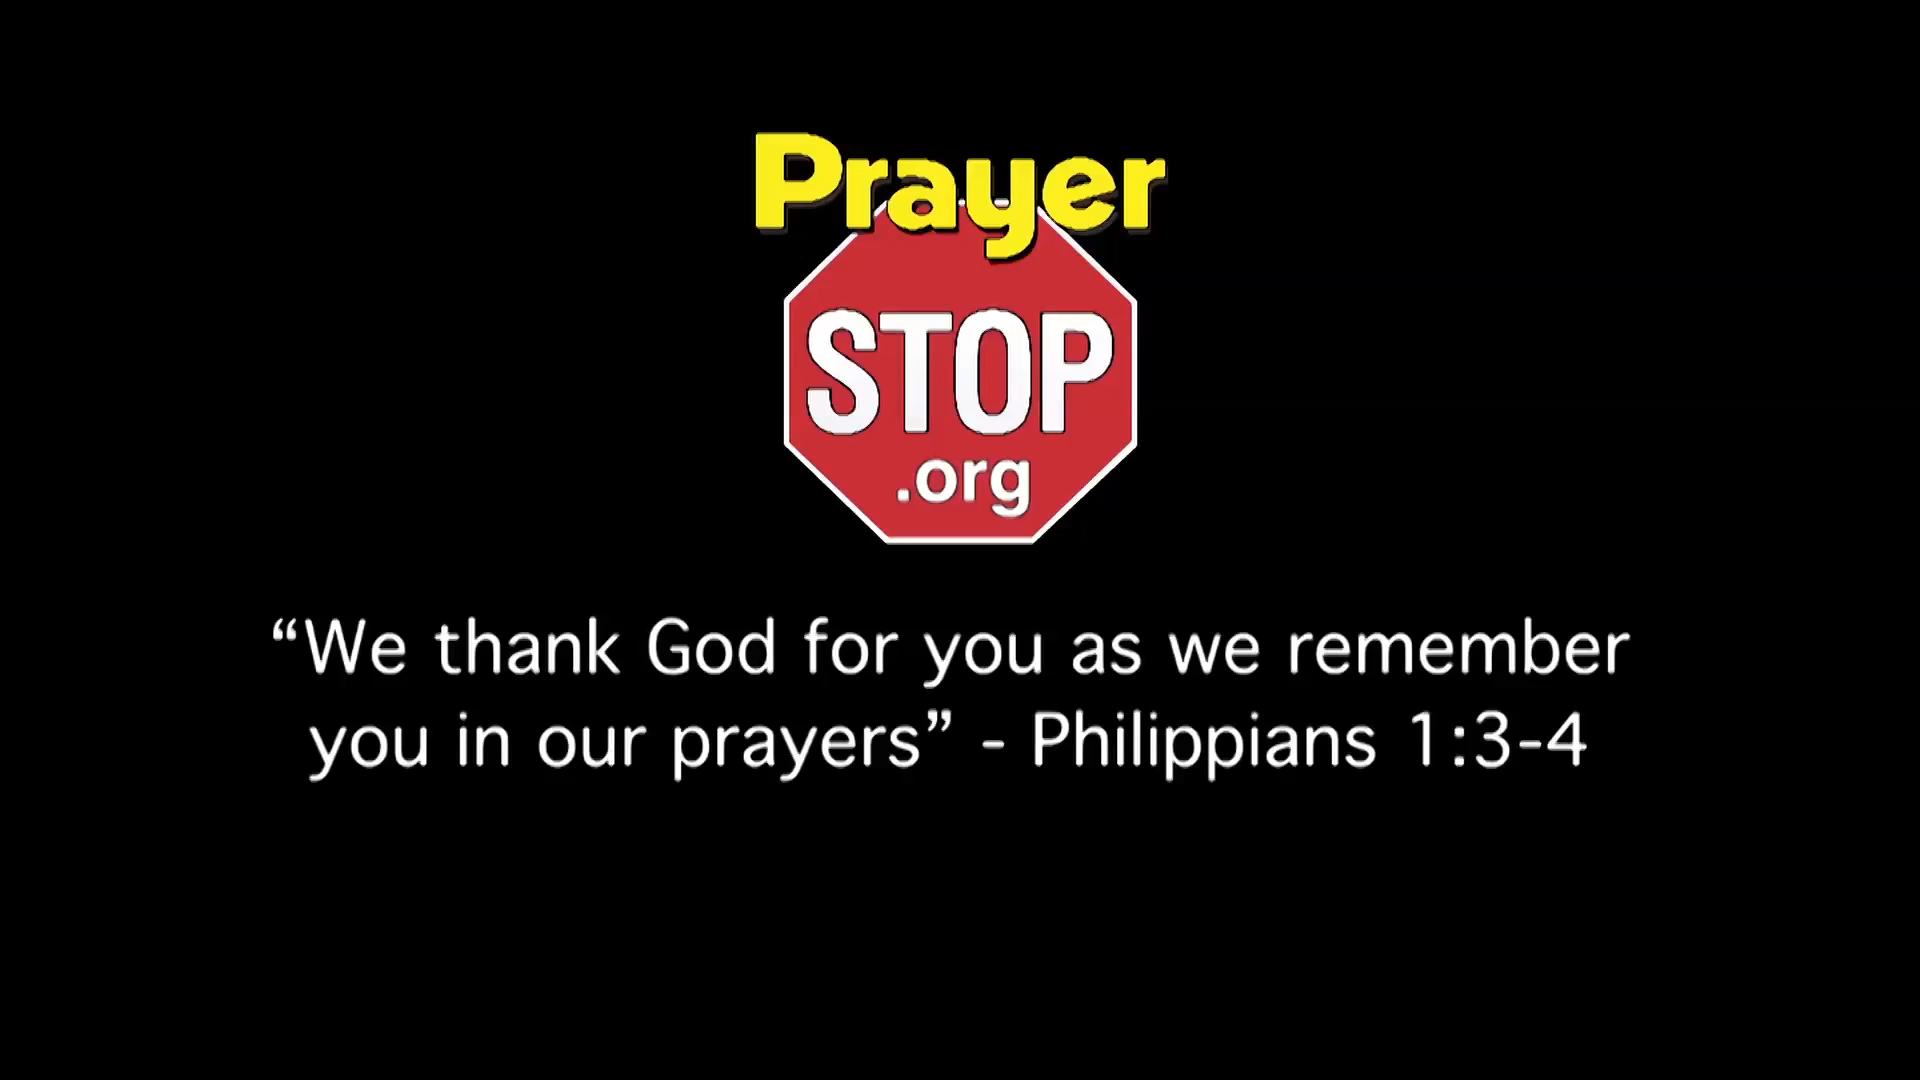 Prayer
STOP
.org
“We thank God for you as we remember
you in our prayers” - Philippians 1:3-4